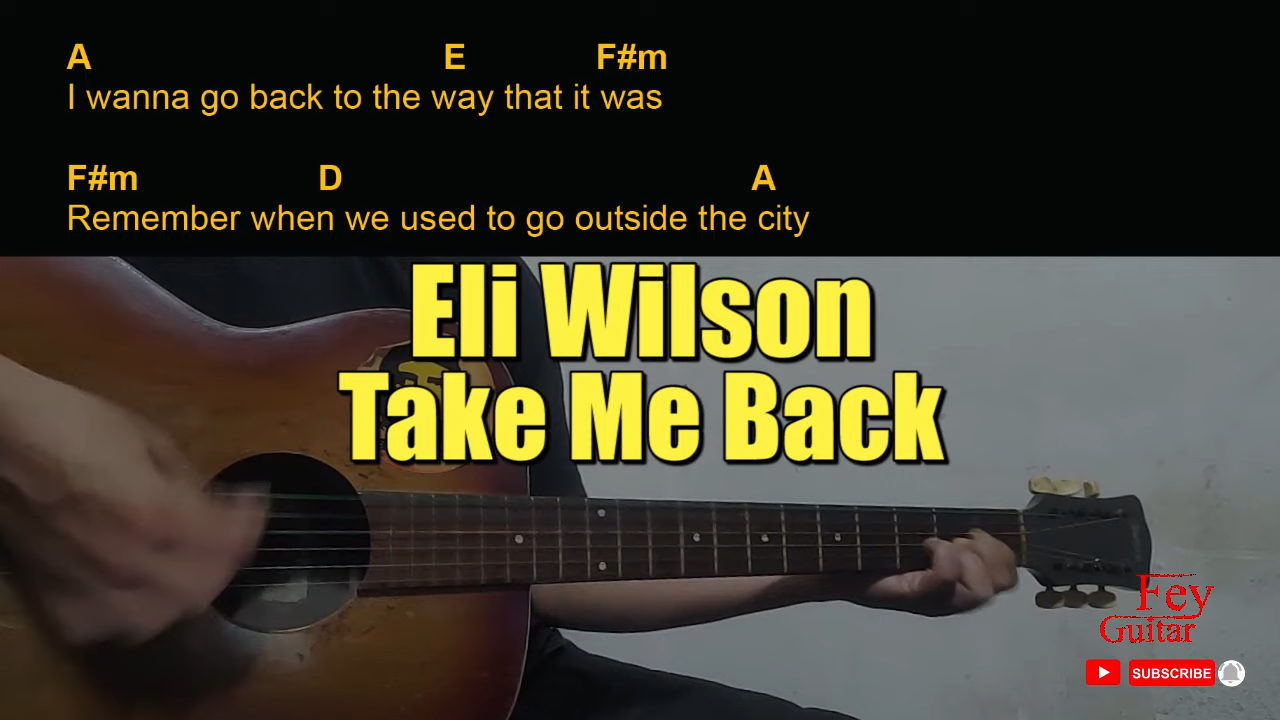 A E F#m
I wanna go back to the way that it was
F#m D A
Remember when we used to go outside the city
Eli Wilson
Take Me Back
Fey
Guitar
SUBSCRIBE